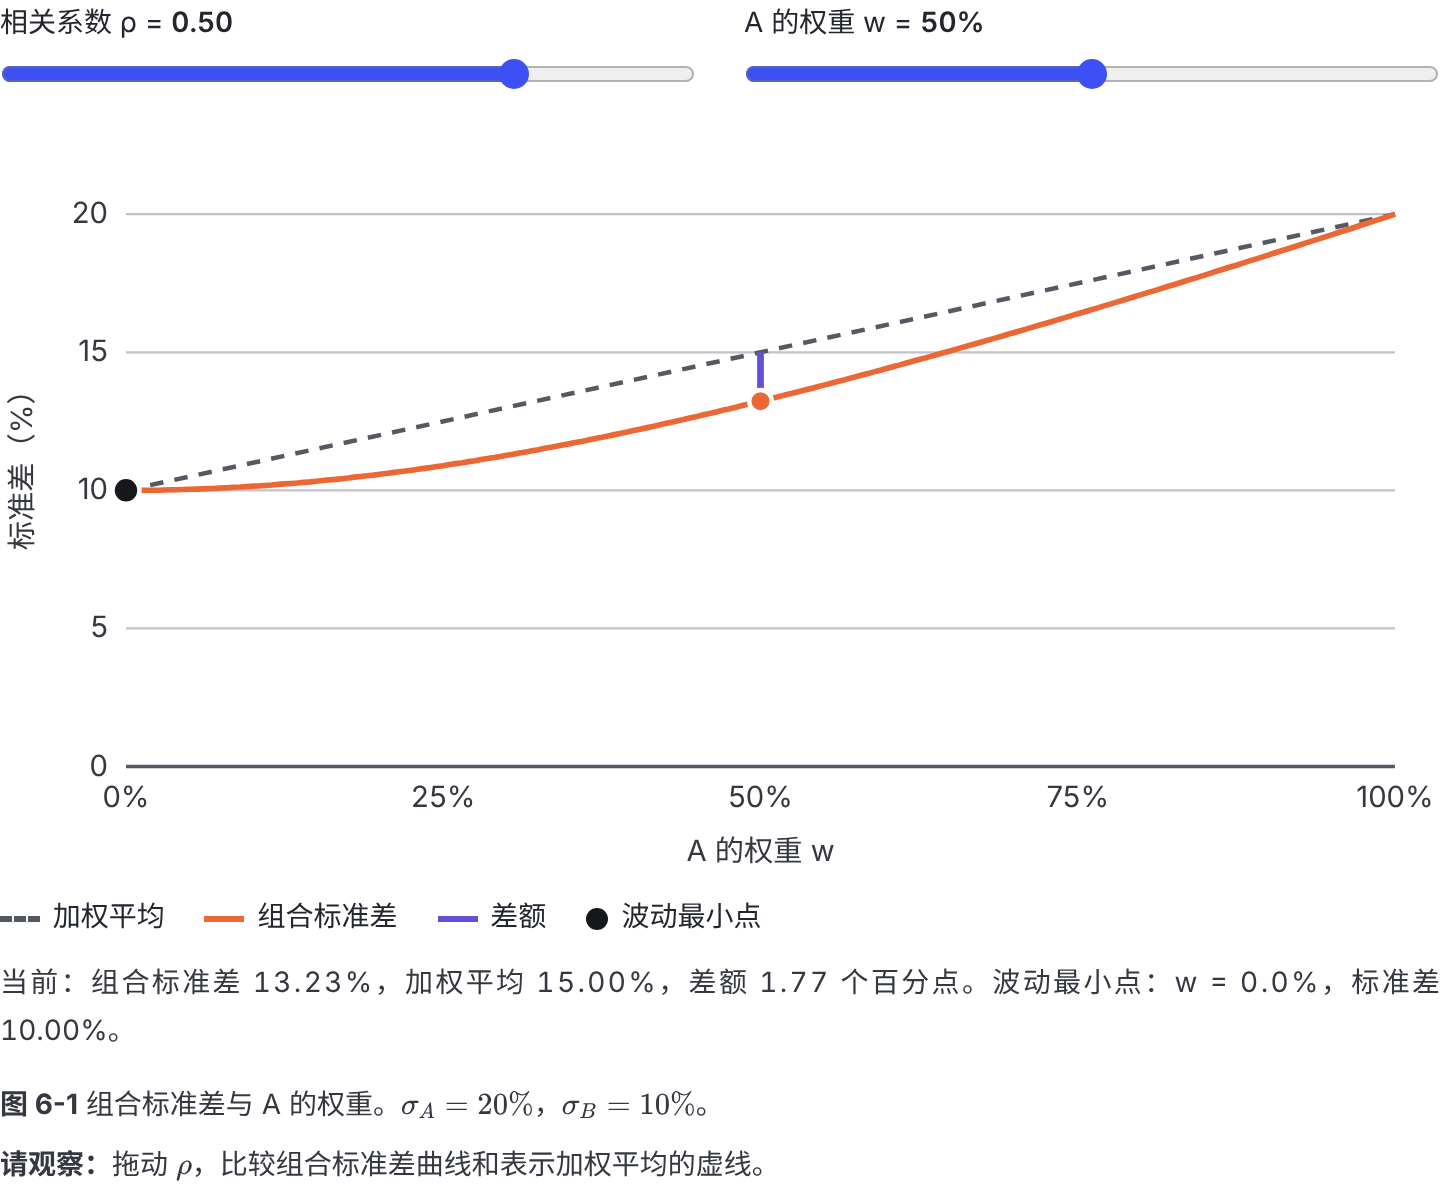 相关系数 ρ = 0.50
A 的权重 w = 50%
20
15
10
5
0
标准差（%）
0%
25%
50%
75%
100%
A 的权重 w
加权平均
组合标准差
差额
波动最小点
当前：组合标准差 13.23%，加权平均 15.00%，差额 1.77 个百分点。波动最小点：w = 0.0%，标准差
10.00%。
图 6-1 组合标准差与 A 的权重。σA = 20%，σB = 10%。
请观察：拖动 ρ，比较组合标准差曲线和表示加权平均的虚线。